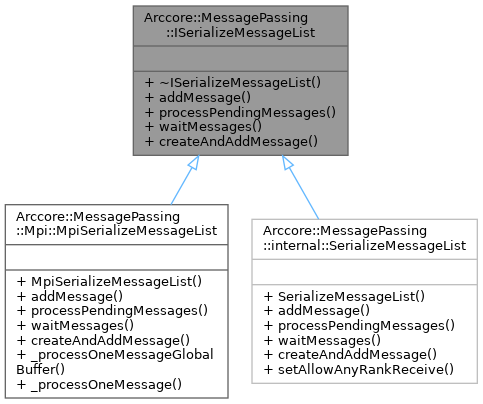 Arccore::MessagePassing
::ISerializeMessageList
+ ~ISerializeMessageList()
+ addMessage()
+ processPendingMessages()
+ waitMessages()
+ createAndAddMessage()
Arccore::MessagePassing
::Mpi::MpiSerializeMessageList
+ MpiSerializeMessageList()
+ addMessage()
+ processPendingMessages()
+ waitMessages()
+ createAndAddMessage()
+ _processOneMessageGlobal
Buffer()
+ _processOneMessage()
Arccore::MessagePassing
::internal::SerializeMessageList
+ SerializeMessageList()
+ addMessage()
+ processPendingMessages()
+ waitMessages()
+ createAndAddMessage()
+ setAllowAnyRankReceive()